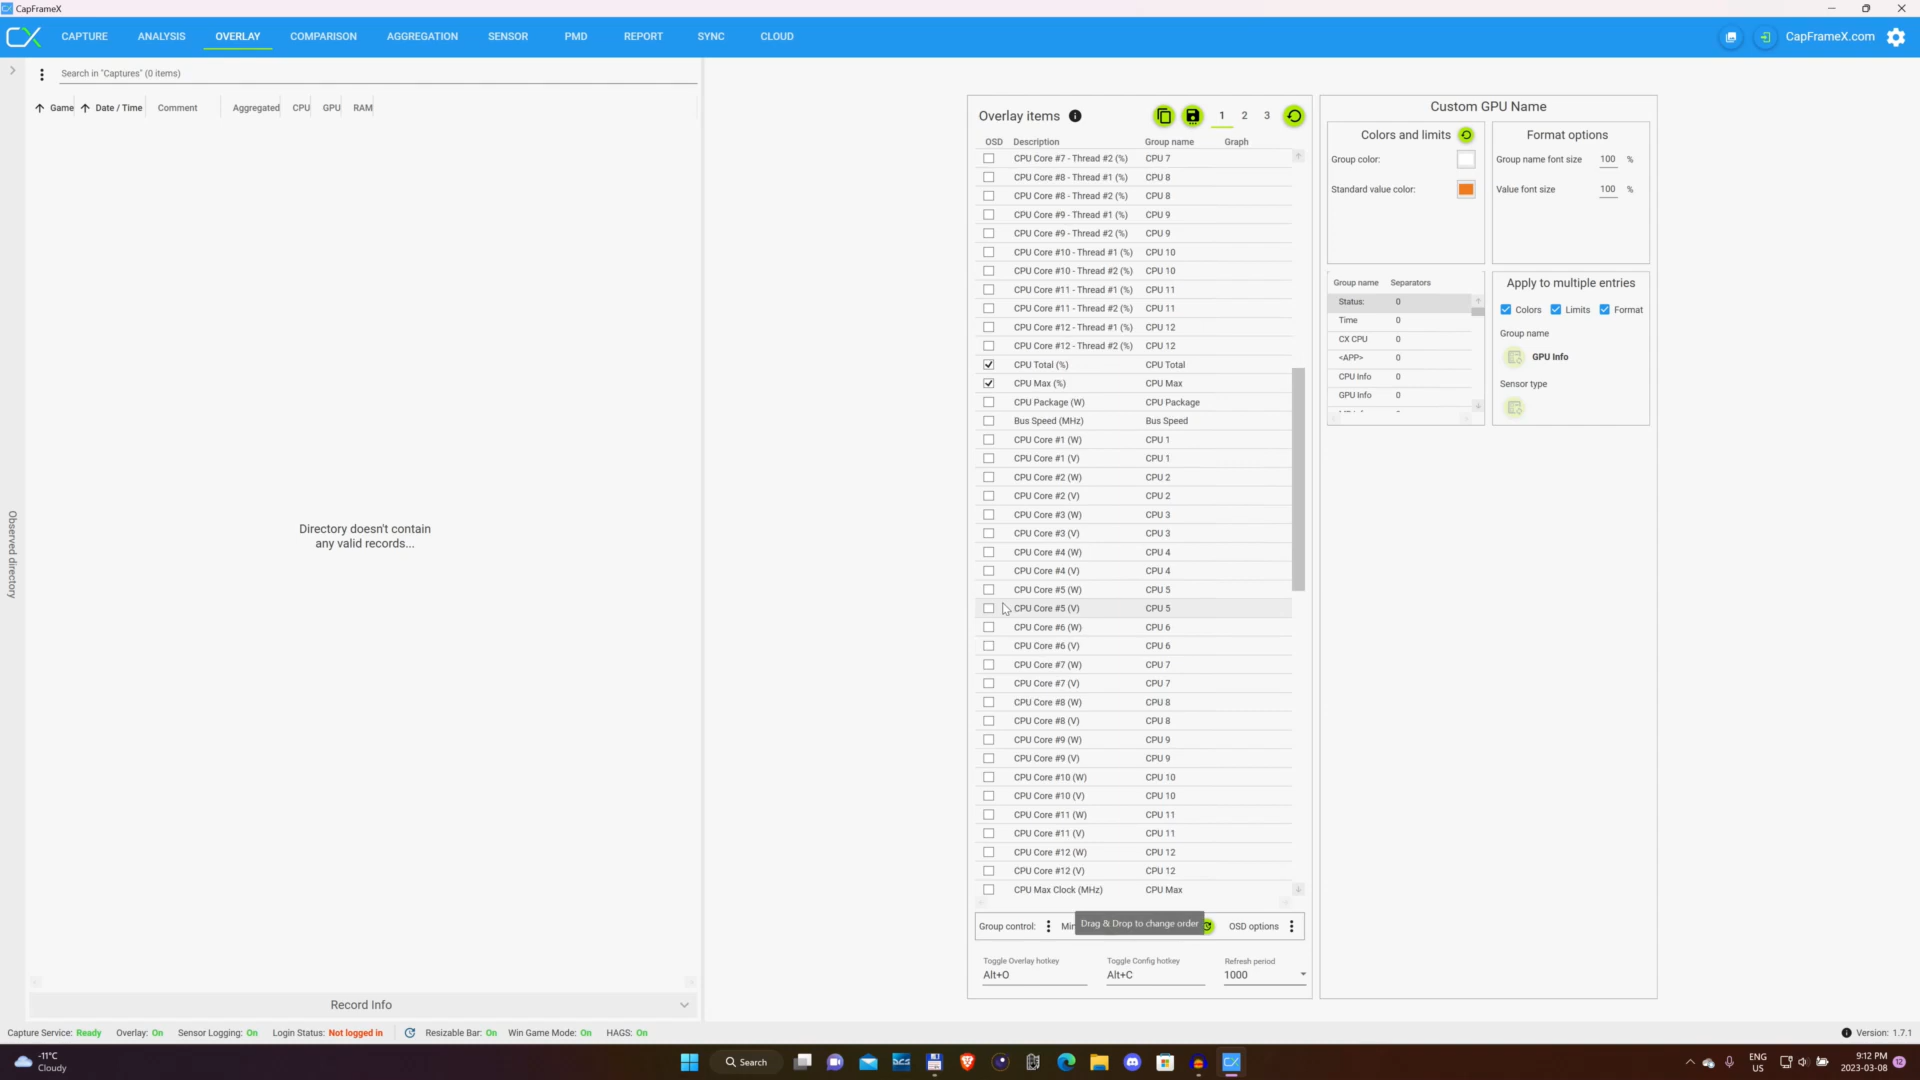 CapFrameX
CAPTURE ANALYSIS OVERLAY COMPARISON AGGREGATION SENSOR PMD REPORT SYNC CLOUD CapFrameX.com
Search in "Captures" (0 items)
Game Date / Time Comment Aggregated CPU GPU RAM
Observed directory
Directory doesn't contain
any valid records...
Record Info
Overlay items 1 2 3
OSD Description Group name Graph
CPU Core #7 - Thread #2 (%) CPU 7
CPU Core #8 - Thread #1 (%) CPU 8
CPU Core #8 - Thread #2 (%) CPU 8
CPU Core #9 - Thread #1 (%) CPU 9
CPU Core #9 - Thread #2 (%) CPU 9
CPU Core #10 - Thread #1 (%) CPU 10
CPU Core #10 - Thread #2 (%) CPU 10
CPU Core #11 - Thread #1 (%) CPU 11
CPU Core #11 - Thread #2 (%) CPU 11
CPU Core #12 - Thread #1 (%) CPU 12
CPU Core #12 - Thread #2 (%) CPU 12
CPU Total (%) CPU Total
CPU Max (%) CPU Max
CPU Package (W) CPU Package
Bus Speed (MHz) Bus Speed
CPU Core #1 (W) CPU 1
CPU Core #1 (V) CPU 1
CPU Core #2 (W) CPU 2
CPU Core #2 (V) CPU 2
CPU Core #3 (W) CPU 3
CPU Core #3 (V) CPU 3
CPU Core #4 (W) CPU 4
CPU Core #4 (V) CPU 4
CPU Core #5 (W) CPU 5
CPU Core #5 (V) CPU 5
CPU Core #6 (W) CPU 6
CPU Core #6 (V) CPU 6
CPU Core #7 (W) CPU 7
CPU Core #7 (V) CPU 7
CPU Core #8 (W) CPU 8
CPU Core #8 (V) CPU 8
CPU Core #9 (W) CPU 9
CPU Core #9 (V) CPU 9
CPU Core #10 (W) CPU 10
CPU Core #10 (V) CPU 10
CPU Core #11 (W) CPU 11
CPU Core #11 (V) CPU 11
CPU Core #12 (W) CPU 12
CPU Core #12 (V) CPU 12
CPU Max Clock (MHz) CPU Max
Group control: Drag & Drop to change order OSD options
Toggle Overlay hotkey Toggle Config hotkey Refresh period
Alt+O Alt+C 1000
Custom GPU Name
Colors and limits
Group color:
Standard value color:
Format options
Group name font size 100 %
Value font size 100 %
Group name Separators
Status: 0
Time 0
CX CPU 0
<APP> 0
CPU Info 0
GPU Info 0
Apply to multiple entries
Colors Limits Format
Group name
GPU Info
Sensor type
Capture Service: Ready Overlay: On Sensor Logging: On Login Status: Not logged in Resizable Bar: On Win Game Mode: On HAGS: On Version: 1.7.1
-11°C
Cloudy
Search
DCS
ENG
US
9:12 PM
2023-03-08
12